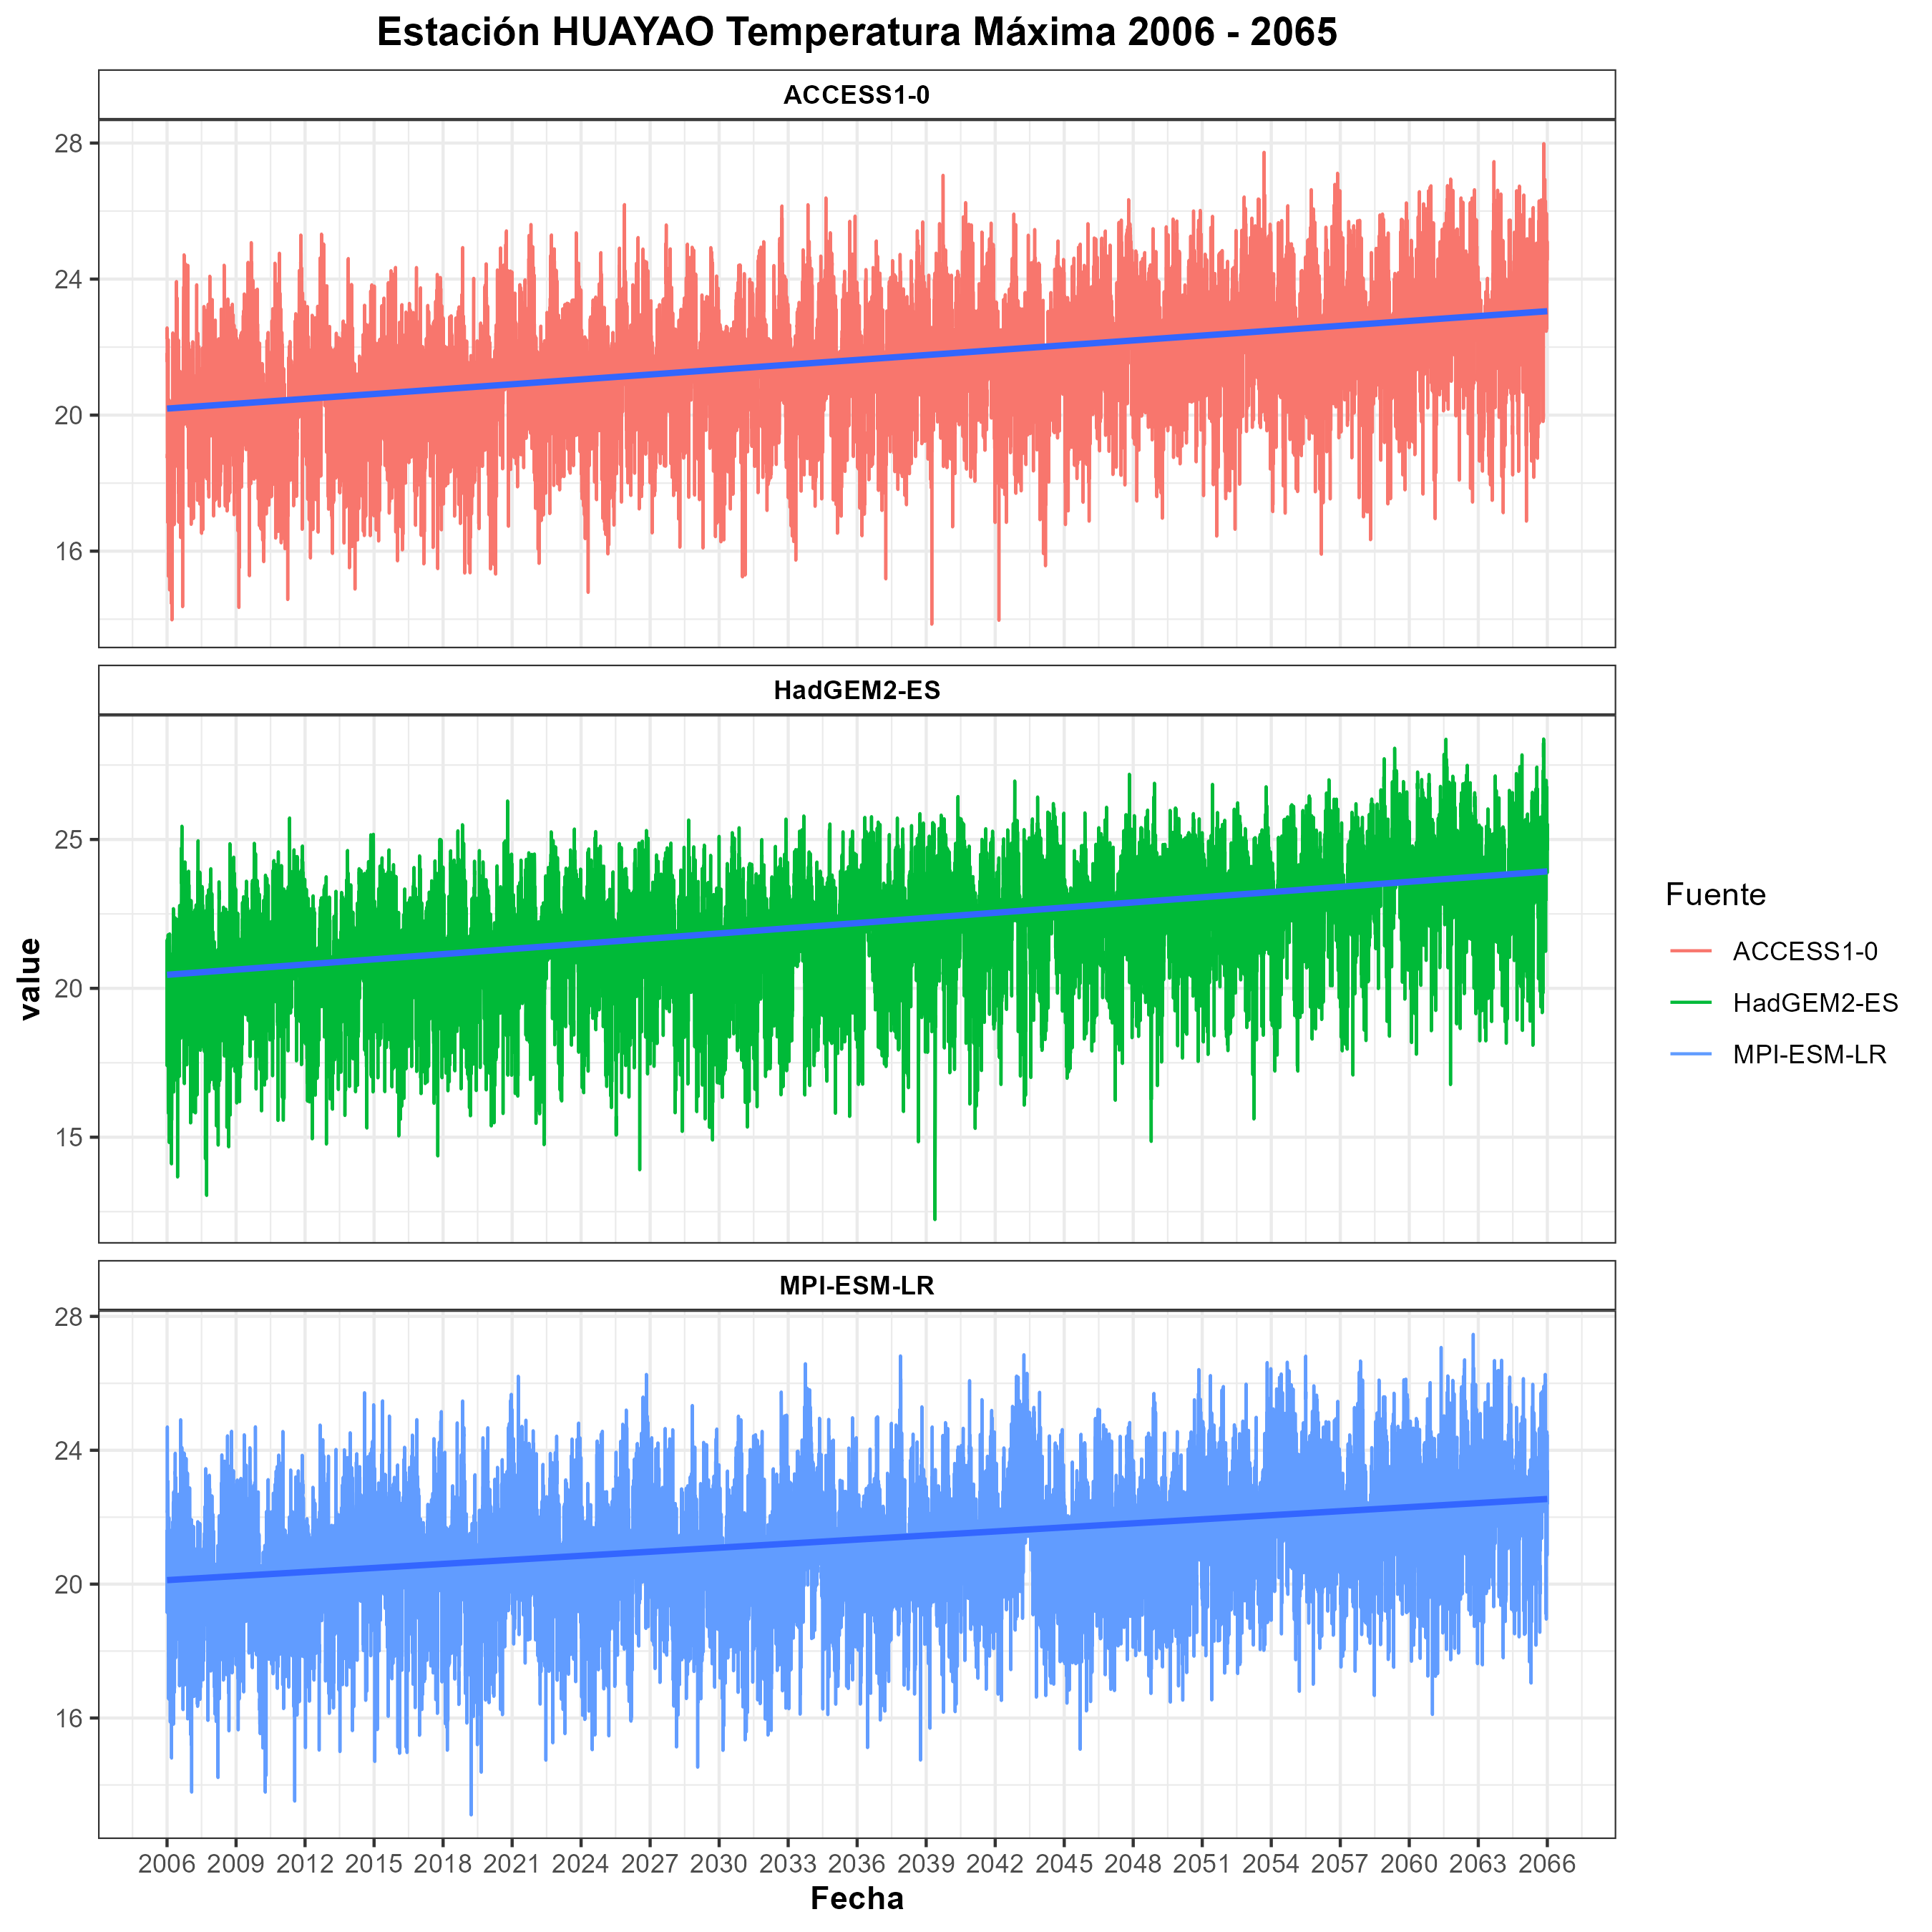 Estación HUAYAO Temperatura Máxima 2006 - 2065
ACCESS1-0
28
24
20
16
HadGEM2-ES
25
20
15
MPI-ESM-LR
28
24
20
16
2006 2009 2012 2015 2018 2021 2024 2027 2030 2033 2036 2039 2042 2045 2048 2051 2054 2057 2060 2063 2066
Fecha
value
Fuente
ACCESS1-0
HadGEM2-ES
MPI-ESM-LR